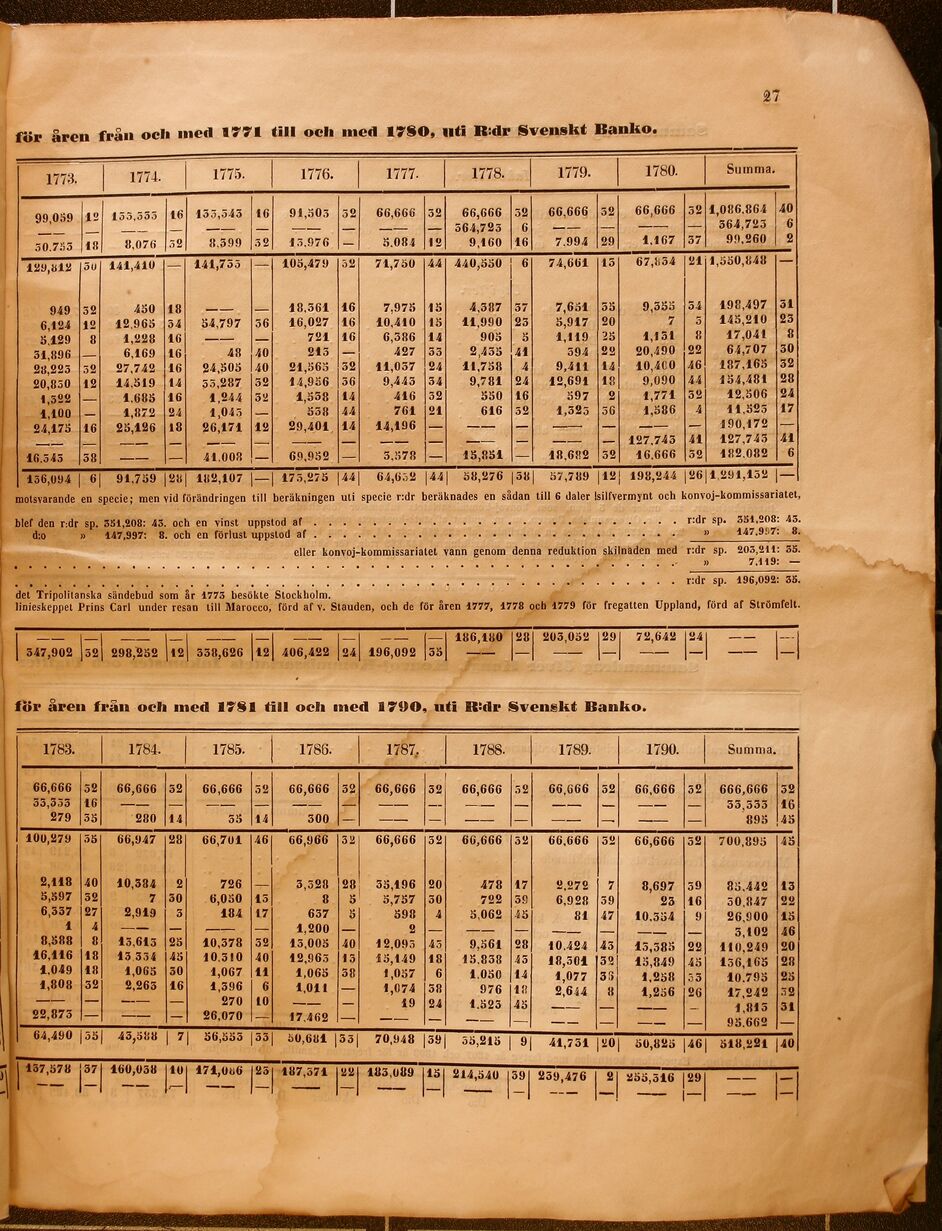 27
för åren från och med 1771 till och med 1780, uti R:dr Svenskt Banko.
1773. 1774. 1775. 1776. 1777. 1778. 1779. 1780. Summa.
99,059 12 133,333 16 133,343 16 91,503 32 66,666 32 66,666 32 66,666 32 66,666 32 1,086,864 40
— — — — — — — — — — 364,723 6 — — — — 364,723 6
30,753 18 8,076 32 8,399 32 13,976 — 5,084 12 9,160 16 7,994 29 1,167 37 99,260 2
129,812 30 141,410 — 141,733 — 105,479 32 71,750 44 440,550 6 74,661 13 67,834 21 1,550,848 —
949 32 450 18 — — 18,361 16 7,975 15 4,387 37 7,651 35 9,355 34 198,497 31
6,124 12 12,965 34 54,797 36 16,027 16 10,410 15 11,990 23 5,917 20 7 3 145,210 23
5,129 8 1,228 16 — — 721 16 6,386 14 905 5 1,119 25 1,131 8 17,041 8
31,896 — 6,169 16 48 40 213 — 427 33 2,435 41 394 22 20,490 22 64,707 30
28,223 32 27,742 16 24,505 40 21,565 32 11,037 24 11,758 4 9,411 14 10,400 46 187,165 32
20,850 12 14,519 14 33,287 32 14,956 36 9,443 34 9,781 24 12,691 18 9,090 44 154,481 28
1,322 — 1,685 16 1,244 32 1,538 14 416 32 550 16 597 2 1,771 32 12,506 24
1,100 — 1,872 24 1,043 — 538 44 761 21 616 32 1,323 36 1,586 4 11,523 17
24,175 16 25,126 18 26,171 12 29,401 14 14,196 — — — — — — — 190,172 —
— — — — — — — — — — — — — — 127,743 41 127,743 41
16,343 38 — — 41,008 — 69,952 — 3,578 — 15,851 — 18,682 32 16,666 32 182,082 6
136,094 6 91,759 28 182,107 — 173,275 44 64,632 44 58,276 38 57,789 12 198,244 26 1,291,132 —
motsvarande en specie; men vid förändringen till beräkningen uti specie r:dr beräknades en sådan till 6 daler silfvermynt och konvoj-kommissariatet,
blef den r:dr sp. 351,208: 43. och en vinst uppstod af . . . . . r:dr sp. 351,208: 43.
d:o » 147,997: 8. och en förlust uppstod af . . . . . » 147,997: 8.
eller konvoj-kommissariatet vann genom denna reduktion skilnaden med r:dr sp. 203,211: 35.
. . . . . » 7,119: —
. . . . . r:dr sp. 196,092: 35.
det Tripolitanska sändebud som år 1773 besökte Stockholm.
linieskeppet Prins Carl under resan till Marocco, förd af v. Stauden, och de för åren 1777, 1778 och 1779 för fregatten Uppland, förd af Strömfelt.
— — — — — — — — — — 186,180 28 203,052 29 72,642 24 — —
347,902 32 298,252 12 338,626 12 406,422 24 196,092 35 — — — — — — — —
för åren från och med 1781 till och med 1790, uti R:dr Svenskt Banko.
1783. 1784. 1785. 1786. 1787. 1788. 1789. 1790. Summa.
66,666 32 66,666 32 66,666 32 66,666 32 66,666 32 66,666 32 66,666 32 66,666 32 666,666 32
33,333 16 — — — — — — — — — — — — — — 33,333 16
279 35 280 14 35 14 300 — — — — — — — — — 895 45
100,279 35 66,947 28 66,701 46 66,966 32 66,666 32 66,666 32 66,666 32 66,666 32 700,895 45
2,118 40 10,384 2 726 — 3,328 28 35,196 20 478 17 2,272 7 8,697 39 85,442 13
5,597 32 7 30 6,050 13 8 5 5,757 30 722 39 6,928 39 23 16 30,847 22
6,337 27 2,919 3 184 17 637 5 598 4 5,062 45 81 47 10,354 9 26,900 15
1 4 — — — — 1,200 — 2 — — — — — — — 3,102 46
8,588 8 13,613 25 10,378 32 13,005 40 12,093 43 9,561 28 10,424 43 13,385 22 110,249 20
16,116 18 13,334 45 10,310 40 12,963 13 15,149 18 15,838 43 18,301 32 15,849 45 136,165 28
1,049 18 1,065 30 1,067 11 1,065 38 1,057 6 1,050 14 1,077 36 1,258 33 10,795 25
1,808 32 2,263 16 1,396 6 1,011 — 1,074 38 976 18 2,644 8 1,256 26 17,242 32
— — — — 270 10 — — 19 24 1,523 45 — — — — 1,813 31
22,873 — — — 26,070 — 17,462 — — — — — — — — — 95,662 —
64,490 35 43,588 7 56,553 33 50,681 33 70,948 39 35,215 9 41,731 20 50,825 46 518,221 40
137,578 37 160,038 10 171,086 23 187,371 22 183,089 15 214,540 39 239,476 2 255,316 29 — —
— — — — — — — — — — — — — — — — — —